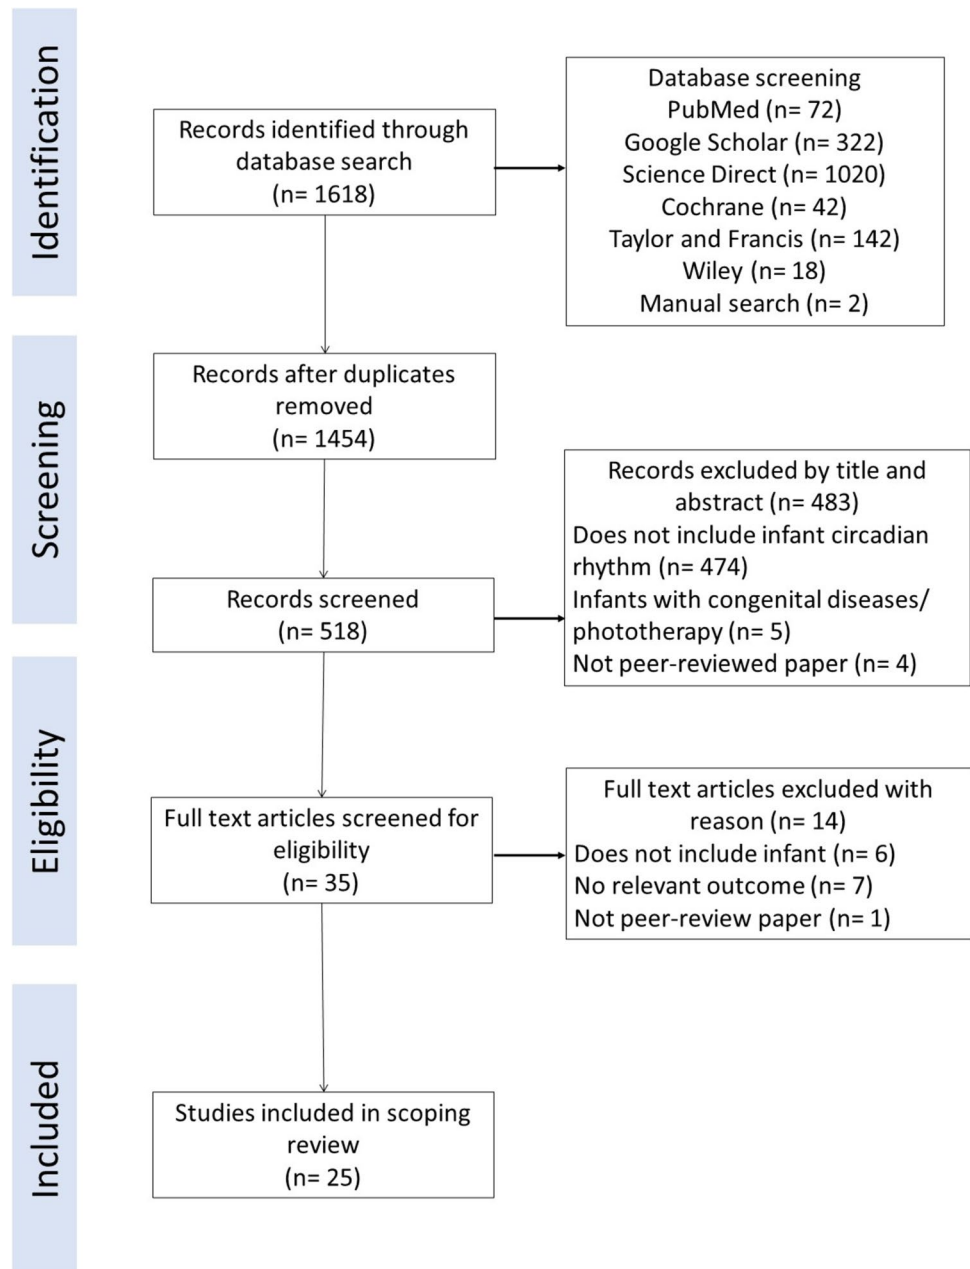 Identification
Records identified through
database search
(n= 1618)
Database screening
PubMed (n= 72)
Google Scholar (n= 322)
Science Direct (n= 1020)
Cochrane (n= 42)
Taylor and Francis (n= 142)
Wiley (n= 18)
Manual search (n= 2)
Screening
Records after duplicates
removed
(n= 1454)
Records screened
(n= 518)
Records excluded by title and
abstract (n= 483)
Does not include infant circadian
rhythm (n= 474)
Infants with congenital diseases/
phototherapy (n= 5)
Not peer-reviewed paper (n= 4)
Eligibility
Full text articles screened for
eligibility
(n= 35)
Full text articles excluded with
reason (n= 14)
Does not include infant (n= 6)
No relevant outcome (n= 7)
Not peer-review paper (n= 1)
Included
Studies included in scoping
review
(n= 25)